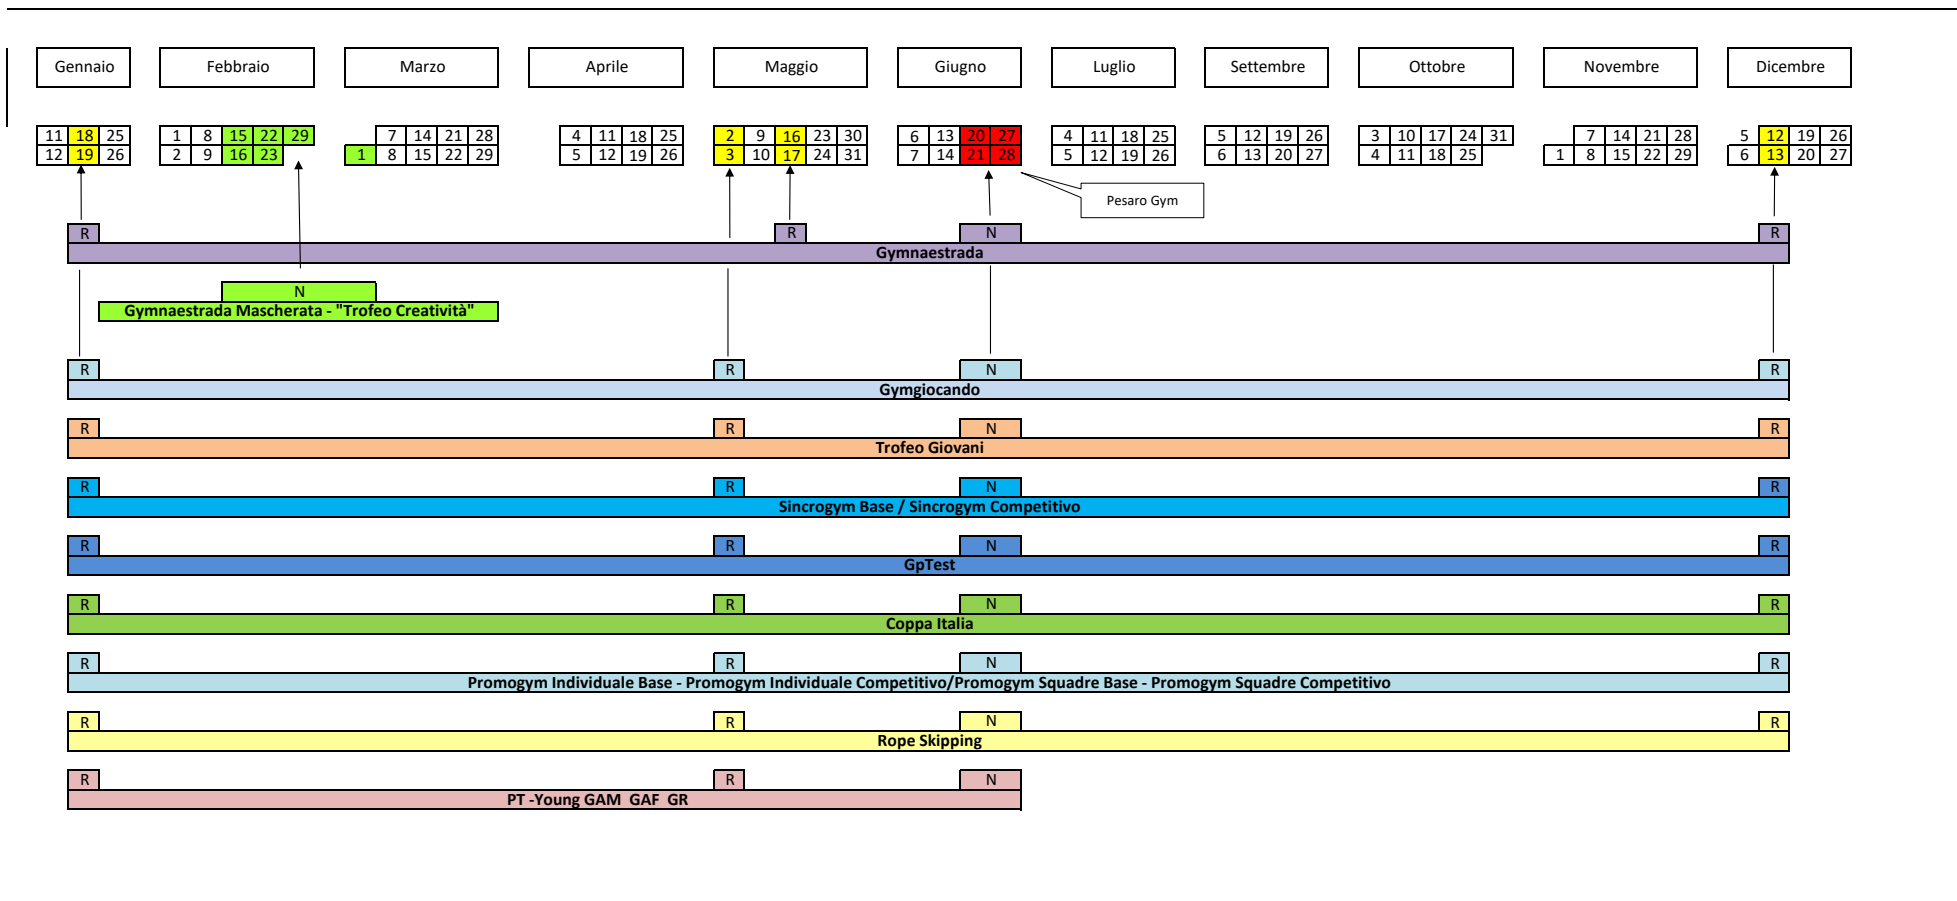 Gennaio Febbraio Marzo Aprile Maggio Giugno Luglio Settembre Ottobre Novembre Dicembre
11 18 25 1 8 15 22 29 7 14 21 28 4 11 18 25 2 9 16 23 30 6 13 20 27 4 11 18 25 5 12 19 26 3 10 17 24 31 7 14 21 28 5 12 19 26
12 19 26 2 9 16 23 1 8 15 22 29 5 12 19 26 3 10 17 24 31 7 14 21 28 5 12 19 26 6 13 20 27 4 11 18 25 1 8 15 22 29 6 13 20 27
Pesaro Gym
R R N R
Gymnaestrada
N
Gymnaestrada Mascherata - "Trofeo Creatività"
R R N R
Gymgiocando
R R N R
Trofeo Giovani
R R N R
Sincrogym Base / Sincrogym Competitivo
R R N R
GpTest
R R N R
Coppa Italia
R R N R
Promogym Individuale Base - Promogym Individuale Competitivo/Promogym Squadre Base - Promogym Squadre Competitivo
R R N R
Rope Skipping
R R N
PT -Young GAM GAF GR